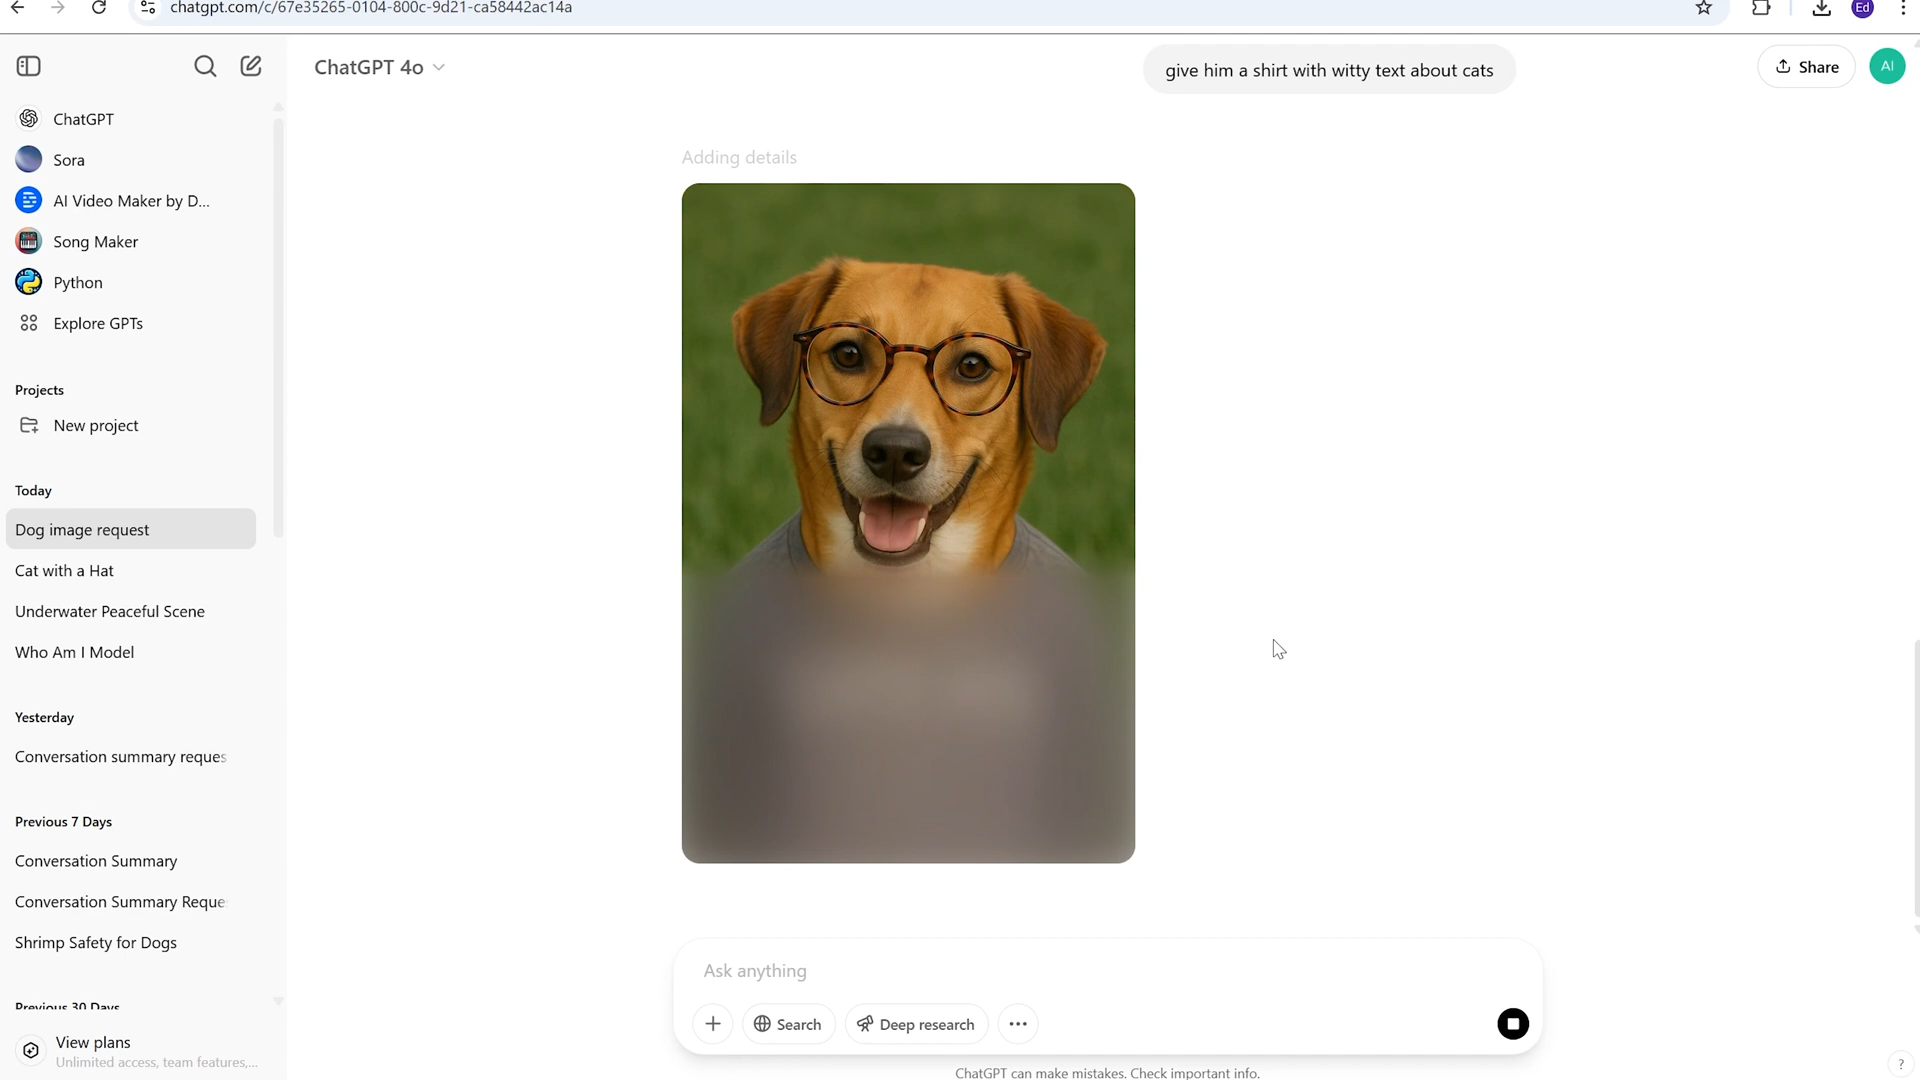 chatgpt.com/c/67e35265-0104-800c-9d21-ca58442ac14a
Ed
ChatGPT 4o
give him a shirt with witty text about cats
Share
AI
ChatGPT
Sora
AI Video Maker by D...
Song Maker
Python
Explore GPTs
Projects
New project
Today
Dog image request
Cat with a Hat
Underwater Peaceful Scene
Who Am I Model
Yesterday
Conversation summary reques
Previous 7 Days
Conversation Summary
Conversation Summary Reque
Shrimp Safety for Dogs
Previous 30 Days
View plans
Unlimited access, team features,...
Adding details
Ask anything
Search
Deep research
ChatGPT can make mistakes. Check important info.
?